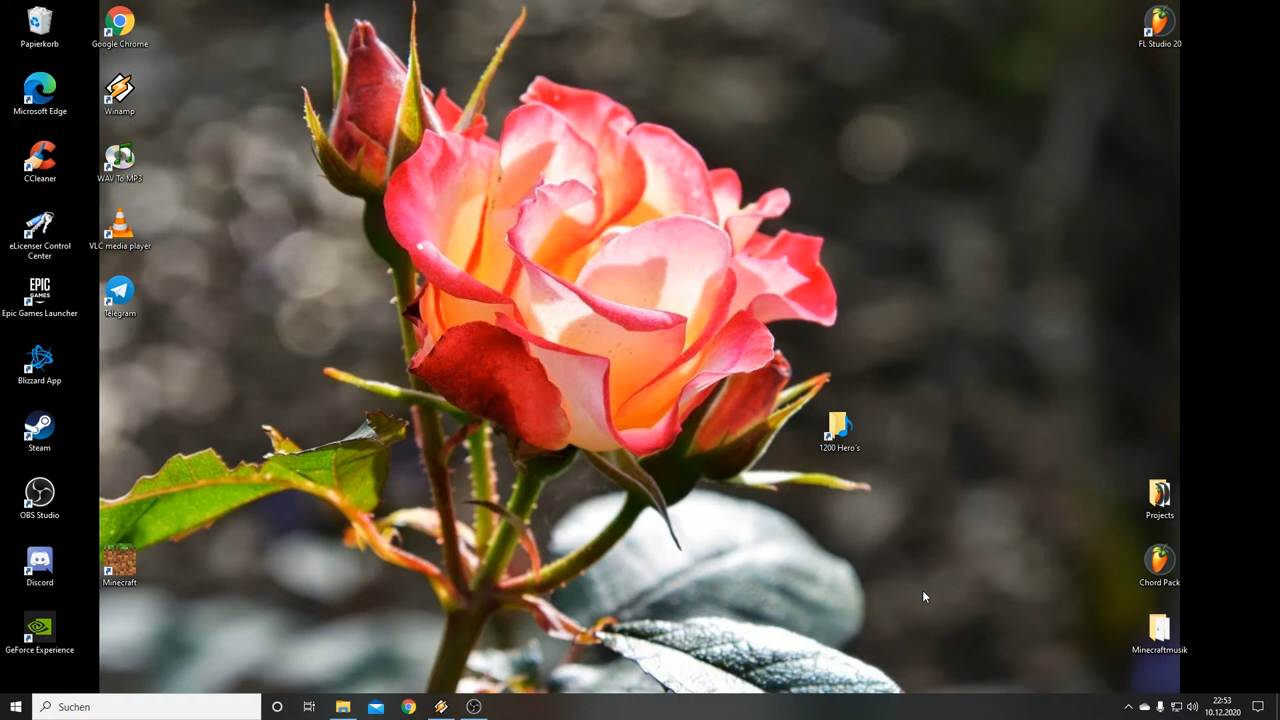 Papierkorb
Google Chrome
FL Studio 20
Microsoft Edge
Winamp
CCleaner
WAV To MP3
eLicenser Control
Center
VLC media player
EPIC
GAMES
Epic Games Launcher
Telegram
Blizzard App
Steam
1200 Hero´s
OBS Studio
Projects
Discord
Minecraft
Chord Pack
GeForce Experience
Minecraftmusik
Suchen
22:53
10.12.2020